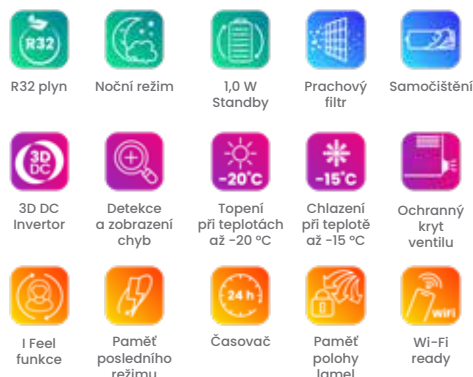 R32
R32 plyn
Noční režim
1,0 W
Standby
Prachový
filtr
Samočištění
3D
DC
-20°C
-15°C
3D DC
Invertor
Detekce
a zobrazení
chyb
Topení
při teplotách
až -20 °C
Chlazení
při teplotě
až -15 °C
Ochranný
kryt
ventilu
24 h
WiFi
I Feel
funkce
Paměť
posledního
režimu
Časovač
Paměť
polohy
lamel
Wi-Fi
ready